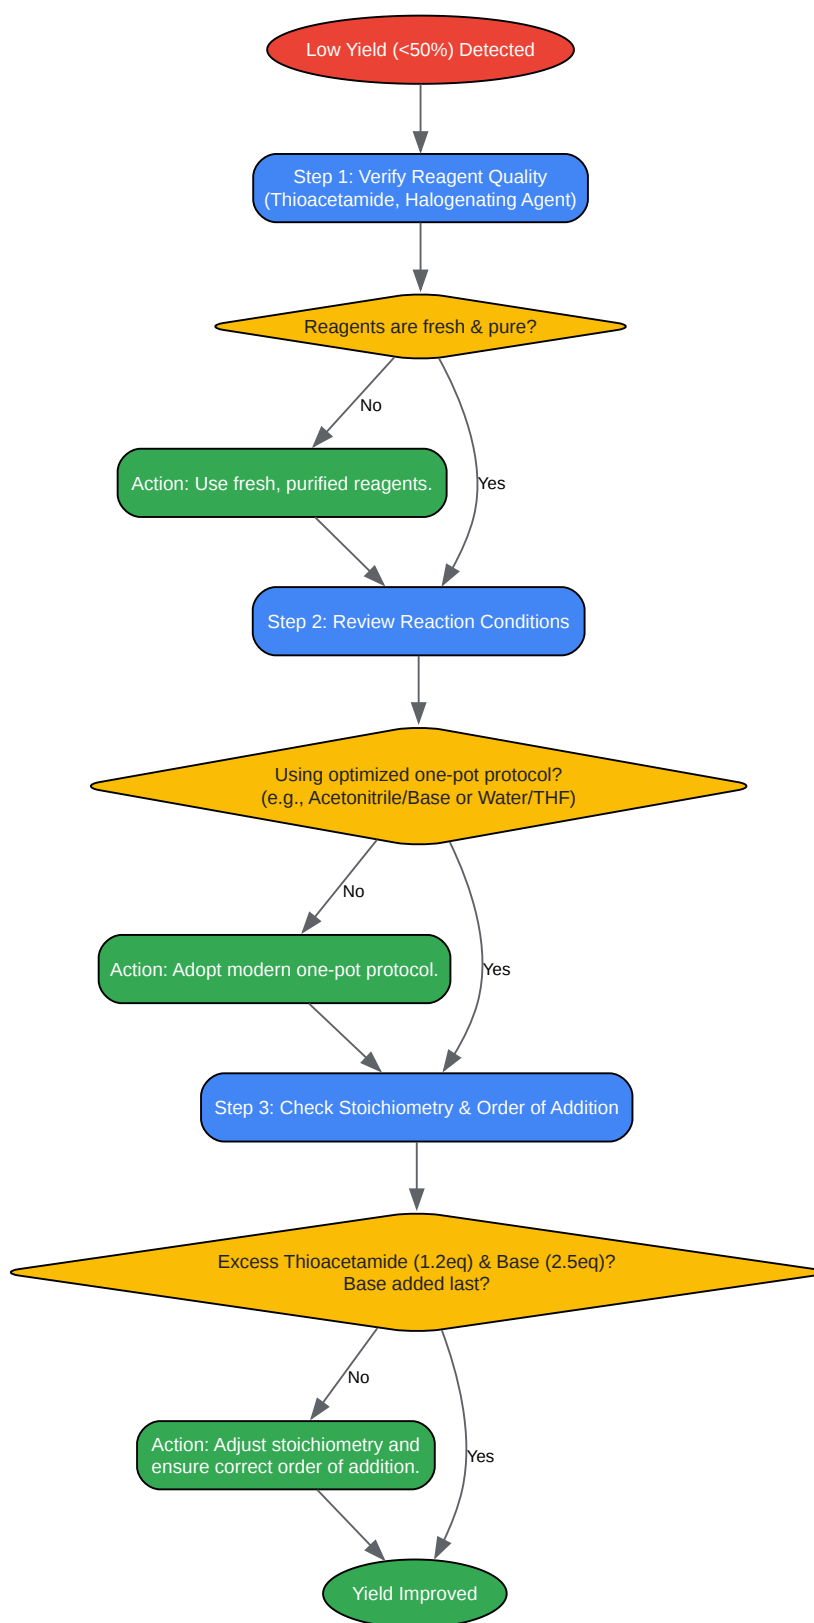 Low Yield (<50%) Detected
Step 1: Verify Reagent Quality
(Thioacetamide, Halogenating Agent)
Reagents are fresh & pure?
No
Action: Use fresh, purified reagents.
Yes
Step 2: Review Reaction Conditions
Using optimized one-pot protocol?
(e.g., Acetonitrile/Base or Water/THF)
No
Action: Adopt modern one-pot protocol.
Yes
Step 3: Check Stoichiometry & Order of Addition
Excess Thioacetamide (1.2eq) & Base (2.5eq)?
Base added last?
No
Action: Adjust stoichiometry and
ensure correct order of addition.
Yes
Yield Improved